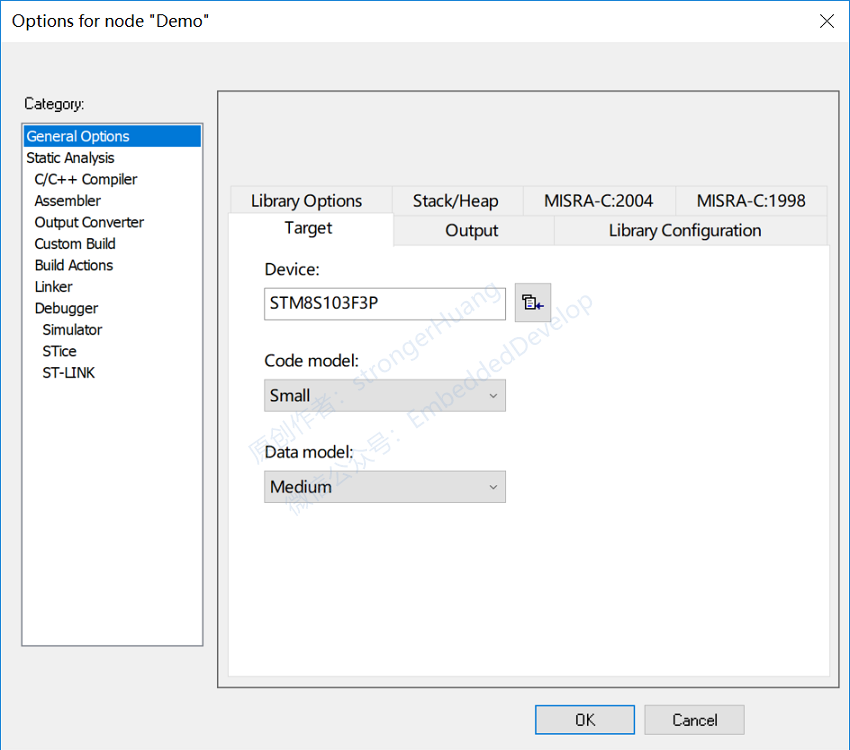 Options for node "Demo"
Category:
General Options
Static Analysis
C/C++ Compiler
Assembler
Output Converter
Custom Build
Build Actions
Linker
Debugger
Simulator
STice
ST-LINK
Library Options
Stack/Heap
MISRA-C:2004
MISRA-C:1998
Target
Output
Library Configuration
Device:
STM8S103F3P
Code model:
Small
Data model:
Medium
原创作者：strongerHuang
微信公众号：EmbeddedDevelop
OK
Cancel